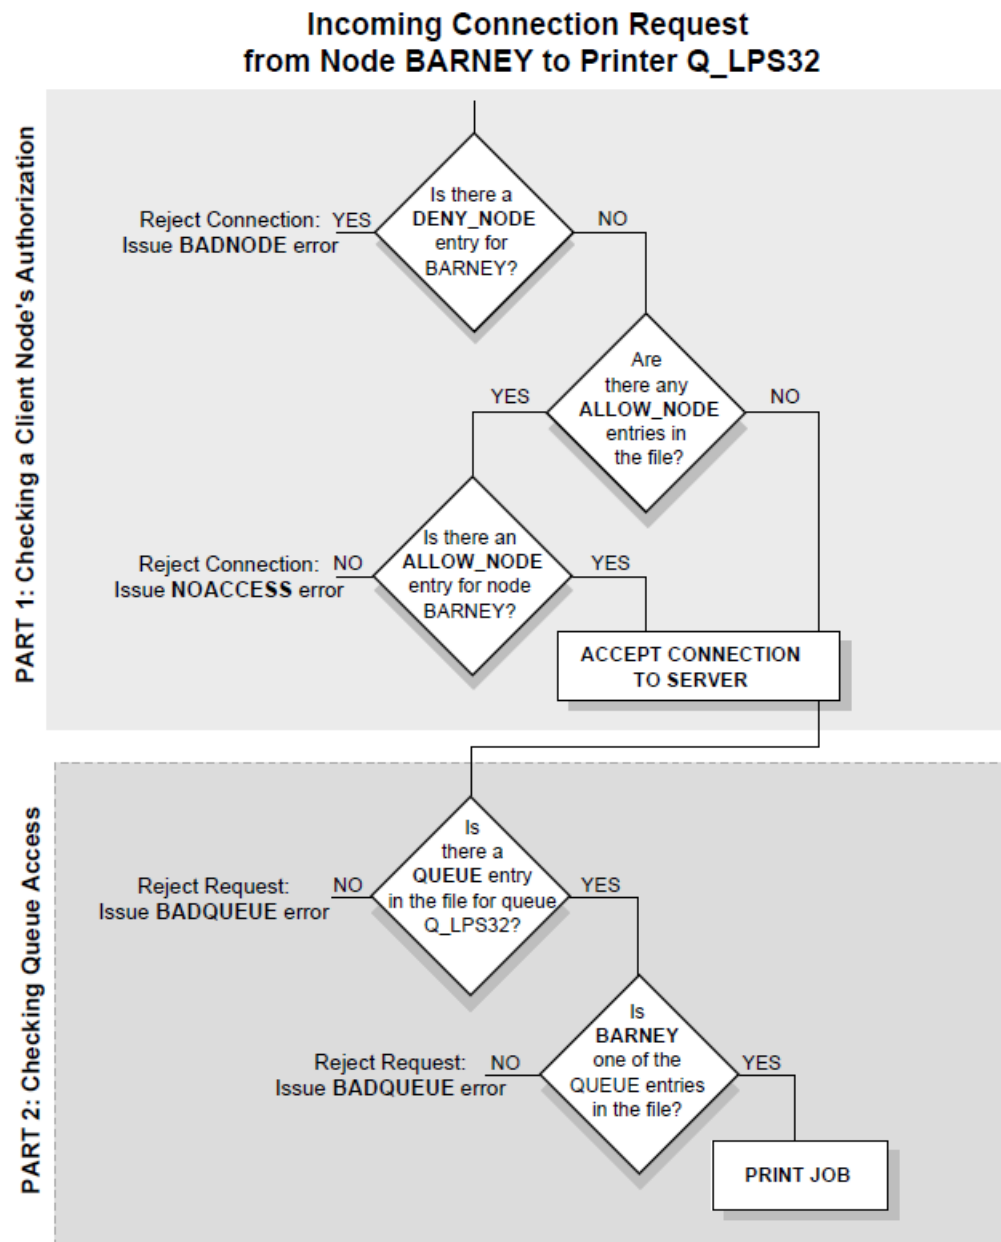 Incoming Connection Request
from Node BARNEY to Printer Q_LPS32
PART 1: Checking a Client Node's Authorization
Is there a
DENY_NODE
entry for
BARNEY?
YES
Reject Connection:
Issue BADNODE error
NO
Are
there any
ALLOW_NODE
entries in
the file?
YES
NO
Is there an
ALLOW_NODE
entry for node
BARNEY?
Reject Connection:
Issue NOACCESS error
NO
YES
ACCEPT CONNECTION
TO SERVER
PART 2: Checking Queue Access
Is
there a
QUEUE entry
in the file for queue
Q_LPS32?
Reject Request:
Issue BADQUEUE error
NO
YES
Is
BARNEY
one of the
QUEUE entries
in the file?
Reject Request:
Issue BADQUEUE error
NO
YES
PRINT JOB